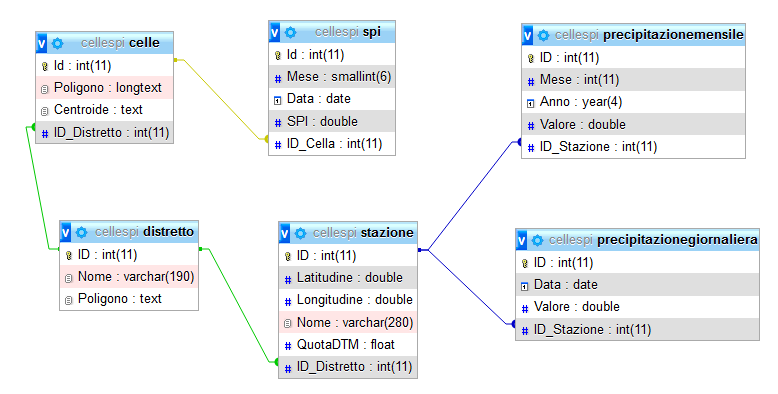 v cellespi celle
Id : int(11)
Poligono : longtext
Centroide : text
# ID_Distretto : int(11)
v cellespi spi
Id : int(11)
# Mese : smallint(6)
Data : date
# SPI : double
# ID_Cella : int(11)
v cellespi precipitazionemensile
ID : int(11)
# Mese : int(11)
Anno : year(4)
# Valore : double
# ID_Stazione : int(11)
v cellespi distretto
ID : int(11)
Nome : varchar(190)
Poligono : text
v cellespi stazione
ID : int(11)
# Latitudine : double
# Longitudine : double
Nome : varchar(280)
# QuotaDTM : float
# ID_Distretto : int(11)
v cellespi precipitazionegiornaliera
ID : int(11)
Data : date
# Valore : double
# ID_Stazione : int(11)